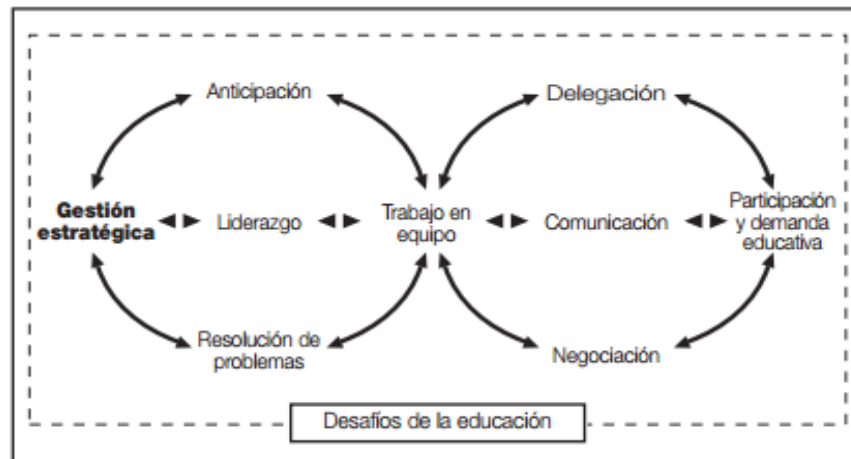 Anticipación
Delegación
Gestión
estratégica
Liderazgo
Trabajo en
equipo
Comunicación
Participación
y demanda
educativa
Resolución de
problemas
Negociación
Desafíos de la educación